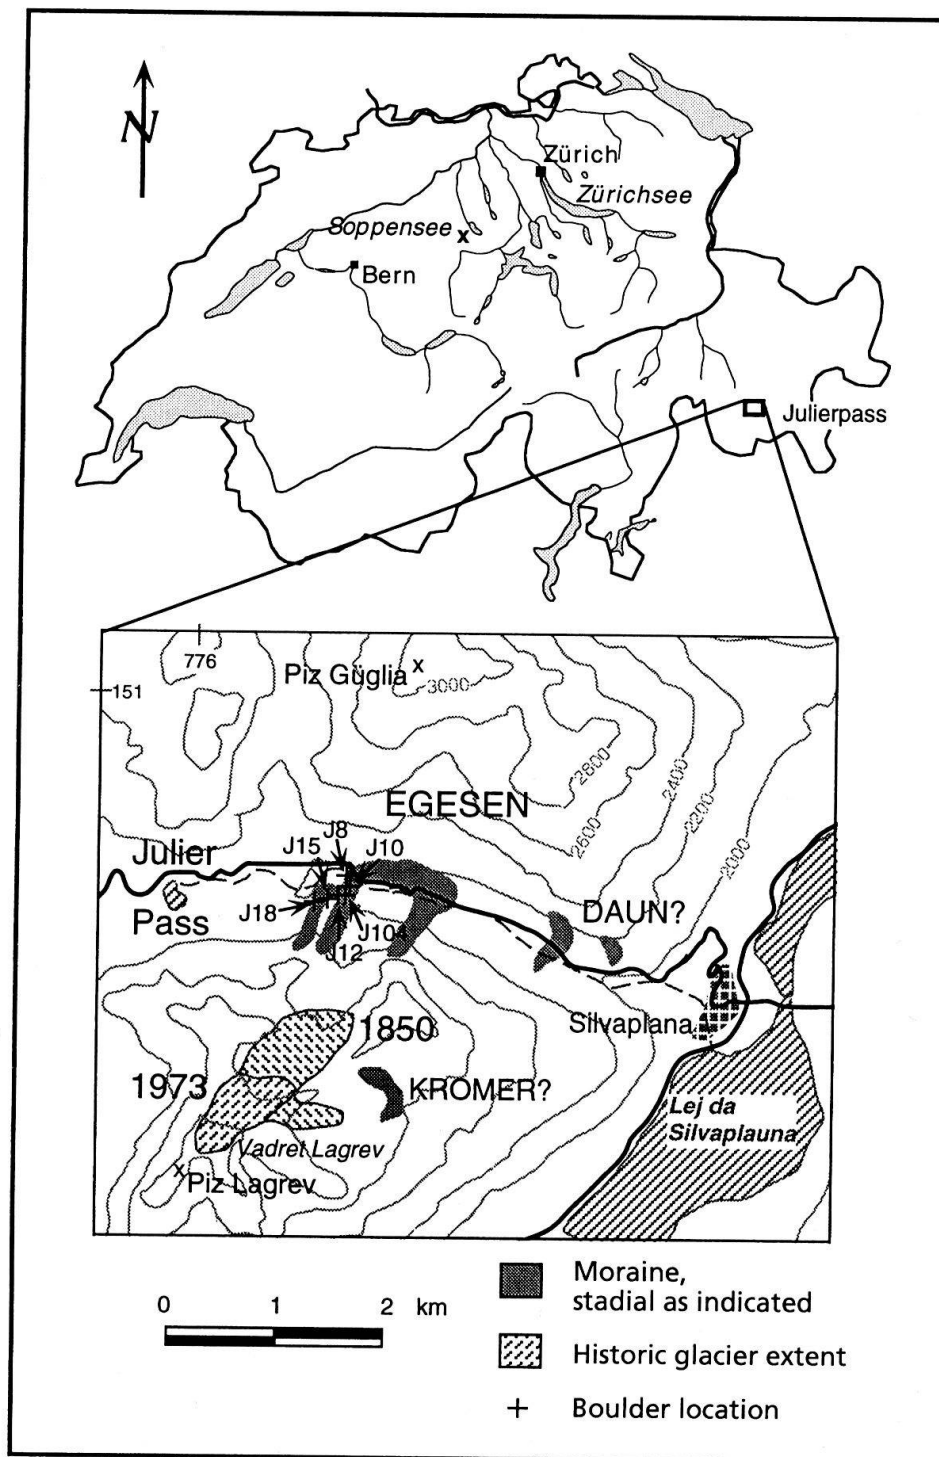 N
Zürich
Zürichsee
Soppensee
Bern
Julierpass
776
151
Piz Güglia
3000
2800
2600
2400
2200
2000
EGESEN
J8
J15
J10
Julier
Pass
J18
J104
J12
DAUN?
Silvaplana
1850
1973
KROMER?
Vadret Lagrev
Piz Lagrev
Lej da
Silvaplauna
0 1 2 km
Moraine,
stadial as indicated
Historic glacier extent
Boulder location